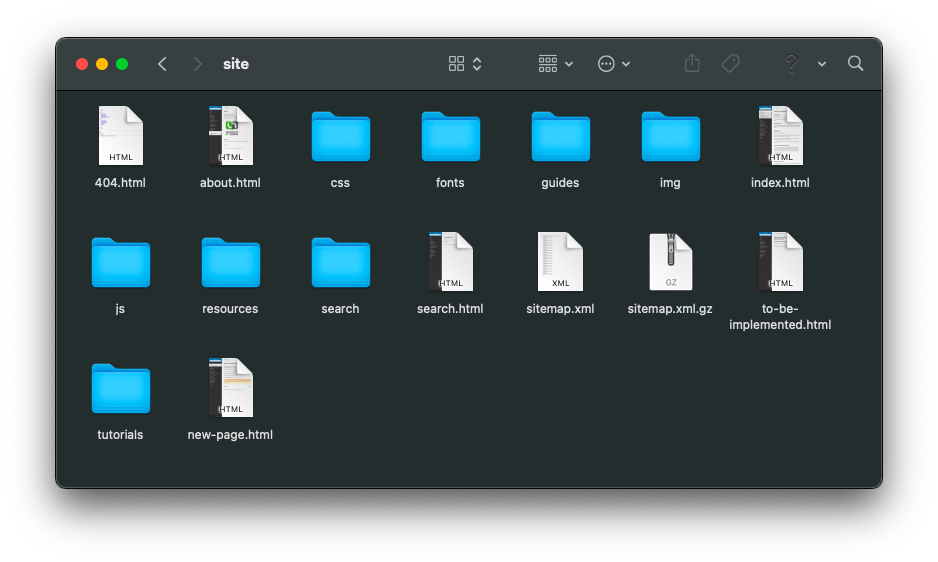 site
HTML
HTML
HTML
404.html
about.html
css
fonts
guides
img
index.html
HTML
XML
GZ
HTML
js
resources
search
search.html
sitemap.xml
sitemap.xml.gz
to-be-
implemented.html
HTML
tutorials
new-page.html